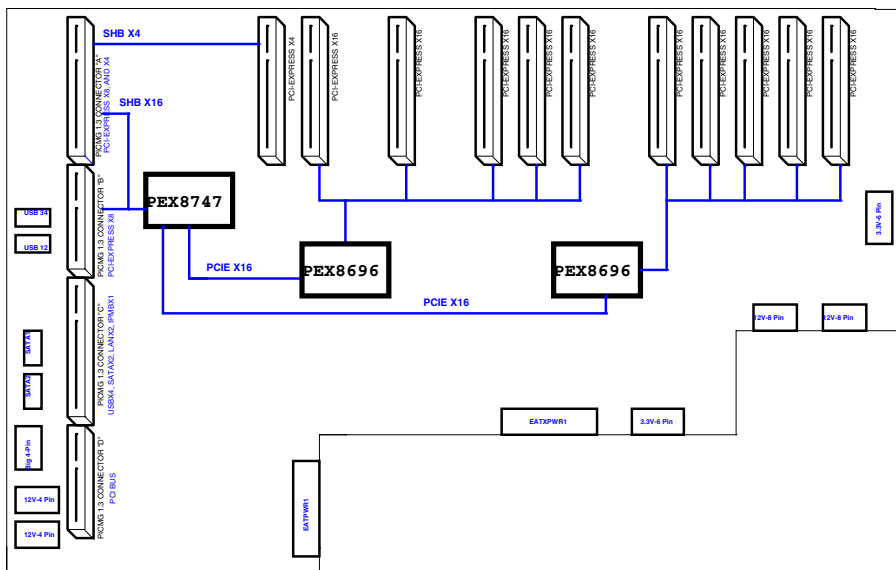 SHB X4
SHB X16
PICMG 1.3 CONNECTOR "A"
PCI-EXPRESS X8, AND X4
PCI-EXPRESS X4
PCI-EXPRESS X16
PCI-EXPRESS X16
PCI-EXPRESS X16
PCI-EXPRESS X16
PCI-EXPRESS X16
PCI-EXPRESS X16
PCI-EXPRESS X16
PCI-EXPRESS X16
PCI-EXPRESS X16
PCI-EXPRESS X16
PICMG 1.3 CONNECTOR "B"
PCI-EXPRESS X8
PEX8747
USB 34
USB 12
3.3V-6 Pin
PCIE X16
PEX8696
PEX8696
PCIE X16
PICMG 1.3 CONNECTOR "C"
USBX4, SATAX2, LANX2, IPMBX1
12V-8 Pin
12V-8 Pin
SATA1
SATA2
EATXPWR1
3.3V-6 Pin
Big 4-Pin
PICMG 1.3 CONNECTOR "D"
PCI BUS
12V-4 Pin
12V-4 Pin
EATPWR1